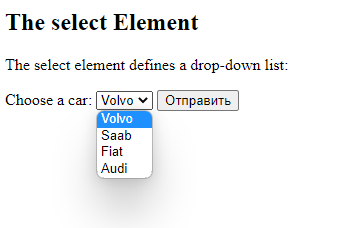 The select Element
The select element defines a drop-down list:
Choose a car: Volvo Отправить
Volvo
Saab
Fiat
Audi